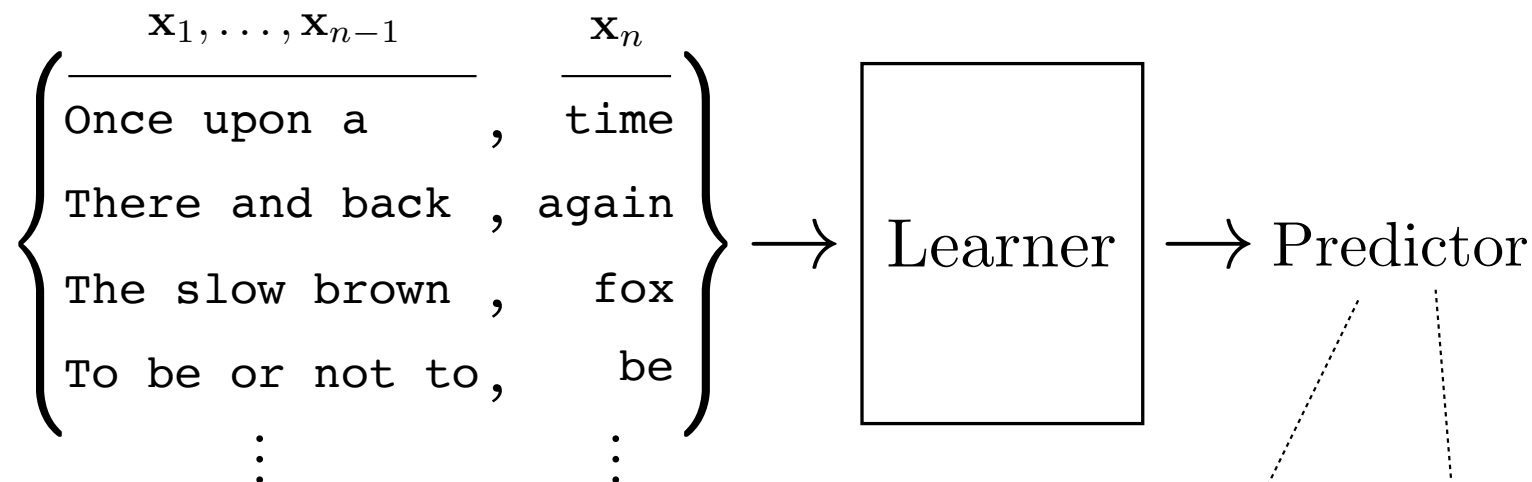 x₁, . . . , xₙ₋₁ xₙ
Once upon a , time
There and back , again
The slow brown , fox
To be or not to, be
Learner
Predictor